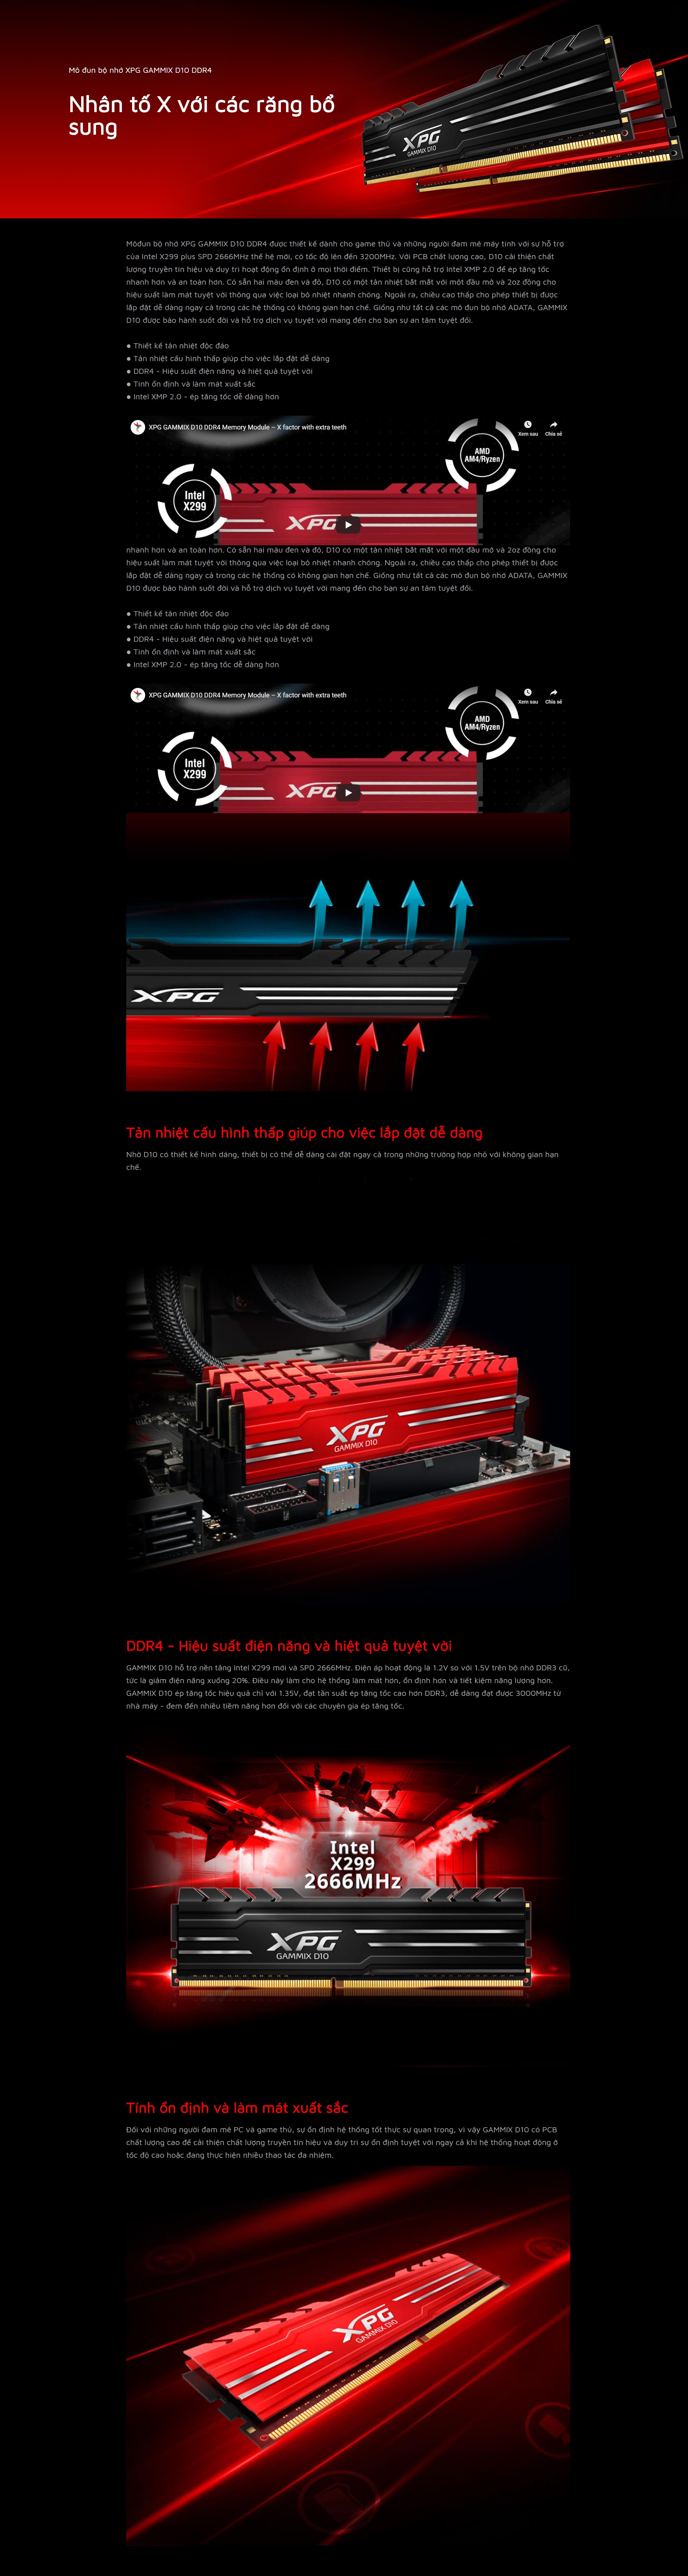 Mô đun bộ nhớ XPG GAMMIX D10 DDR4
Nhân tố X với các răng bổ
sung
XPG
GAMMIX D10
Môđun bộ nhớ XPG GAMMIX D10 DDR4 được thiết kế dành cho game thủ và những người đam mê máy tính với sự hỗ trợ
của Intel X299 plus SPD 2666MHz thế hệ mới, có tốc độ lên đến 3200MHz. Với PCB chất lượng cao, D10 cải thiện chất
lượng truyền tín hiệu và duy trì hoạt động ổn định ở mọi thời điểm. Thiết bị cũng hỗ trợ Intel XMP 2.0 để ép tăng tốc
nhanh hơn và an toàn hơn. Có sẵn hai màu đen và đỏ, D10 có một tản nhiệt bắt mắt với một đầu mở và 2oz đồng cho
hiệu suất làm mát tuyệt vời thông qua việc loại bỏ nhiệt nhanh chóng. Ngoài ra, chiều cao thấp cho phép thiết bị được
lắp đặt dễ dàng ngay cả trong các hệ thống có không gian hạn chế. Giống như tất cả các mô đun bộ nhớ ADATA, GAMMIX
D10 được bảo hành suốt đời và hỗ trợ dịch vụ tuyệt vời mang đến cho bạn sự an tâm tuyệt đối.
● Thiết kế tản nhiệt độc đáo
● Tản nhiệt cấu hình thấp giúp cho việc lắp đặt dễ dàng
● DDR4 - Hiệu suất điện năng và hiệt quả tuyệt vời
● Tính ổn định và làm mát xuất sắc
● Intel XMP 2.0 - ép tăng tốc dễ dàng hơn
XPG GAMMIX D10 DDR4 Memory Module – X factor with extra teeth
Xem sau
Chia sẻ
AMD
AM4/Ryzen
Intel
X299
XPG
nhanh hơn và an toàn hơn. Có sẵn hai màu đen và đỏ, D10 có một tản nhiệt bắt mắt với một đầu mở và 2oz đồng cho
hiệu suất làm mát tuyệt vời thông qua việc loại bỏ nhiệt nhanh chóng. Ngoài ra, chiều cao thấp cho phép thiết bị được
lắp đặt dễ dàng ngay cả trong các hệ thống có không gian hạn chế. Giống như tất cả các mô đun bộ nhớ ADATA, GAMMIX
D10 được bảo hành suốt đời và hỗ trợ dịch vụ tuyệt vời mang đến cho bạn sự an tâm tuyệt đối.
● Thiết kế tản nhiệt độc đáo
● Tản nhiệt cấu hình thấp giúp cho việc lắp đặt dễ dàng
● DDR4 - Hiệu suất điện năng và hiệt quả tuyệt vời
● Tính ổn định và làm mát xuất sắc
● Intel XMP 2.0 - ép tăng tốc dễ dàng hơn
XPG GAMMIX D10 DDR4 Memory Module – X factor with extra teeth
Xem sau
Chia sẻ
AMD
AM4/Ryzen
Intel
X299
XPG
XPG
Tản nhiệt cấu hình thấp giúp cho việc lắp đặt dễ dàng
Nhờ D10 có thiết kế hình dáng, thiết bị có thể dễ dàng cài đặt ngay cả trong những trường hợp nhỏ với không gian hạn
chế.
XPG
GAMMIX D10
DDR4 - Hiệu suất điện năng và hiệt quả tuyệt vời
GAMMIX D10 hỗ trợ nền tảng Intel X299 mới và SPD 2666MHz. Điện áp hoạt động là 1.2V so với 1.5V trên bộ nhớ DDR3 cũ,
tức là giảm điện năng xuống 20%. Điều này làm cho hệ thống làm mát hơn, ổn định hơn và tiết kiệm năng lượng hơn.
GAMMIX D10 ép tăng tốc hiệu quả chỉ với 1.35V, đạt tần suất ép tăng tốc cao hơn DDR3, dễ dàng đạt được 3000MHz từ
nhà máy - đem đến nhiều tiềm năng hơn đối với các chuyên gia ép tăng tốc.
Intel
X299
2666MHz
XPG
GAMMIX D10
Tính ổn định và làm mát xuất sắc
Đối với những người đam mê PC và game thủ, sự ổn định hệ thống tốt thực sự quan trọng, vì vậy GAMMIX D10 có PCB
chất lượng cao để cải thiện chất lượng truyền tín hiệu và duy trì sự ổn định tuyệt vời ngay cả khi hệ thống hoạt động ở
tốc độ cao hoặc đang thực hiện nhiều thao tác đa nhiệm.
XPG
GAMMIX D10